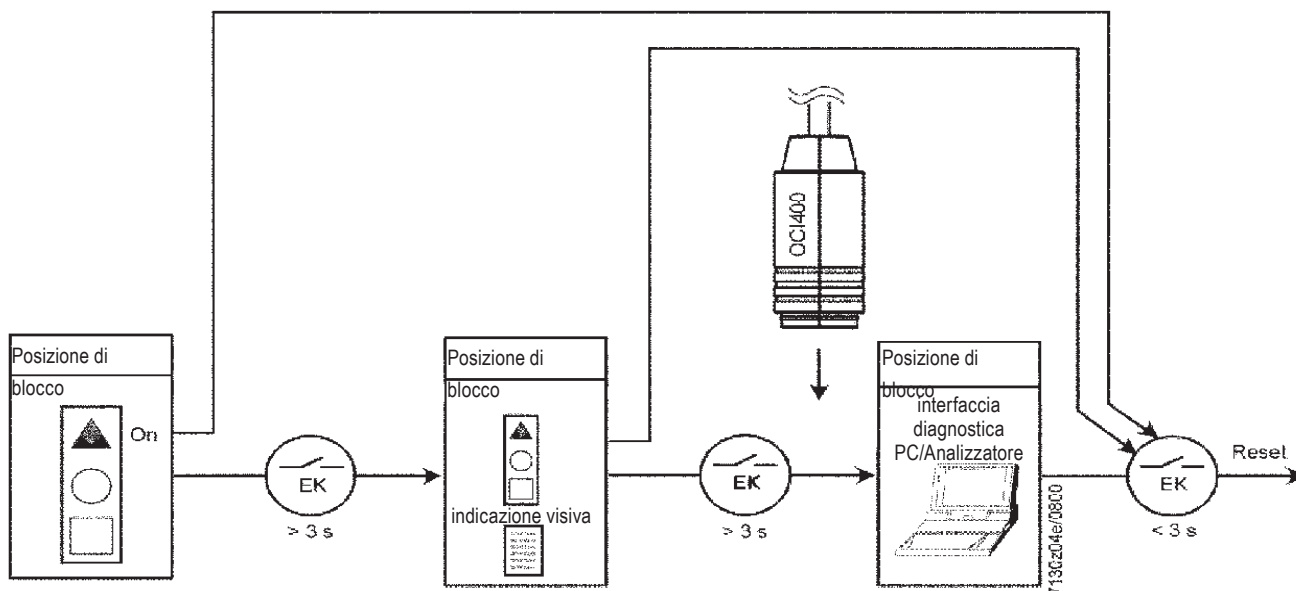 Posizione di
blocco
On
EK
> 3 s
Posizione di
blocco
indicazione visiva
EK
> 3 s
OCI400
Posizione di
blocco
interfaccia
diagnostica
PC/Analizzatore
7130z04e/0800
EK
< 3 s
Reset